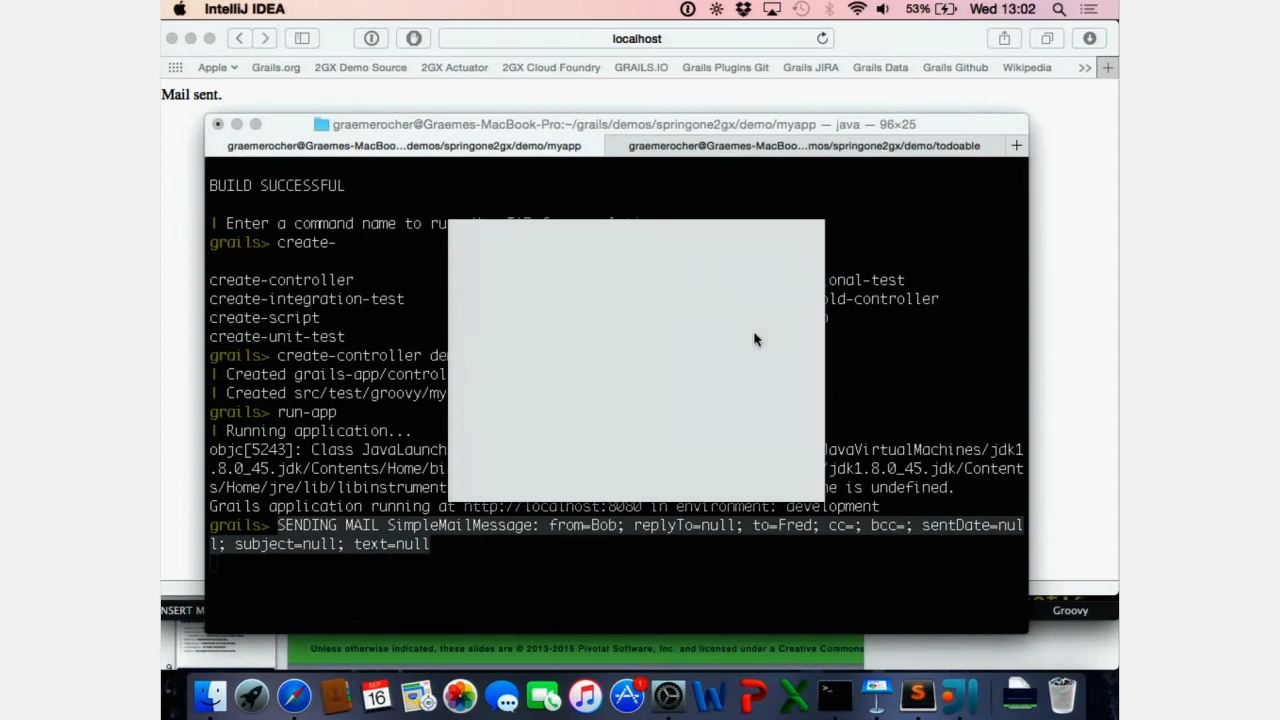 IntelliJ IDEA 53% Wed 13:02
localhost
Apple Grails.org 2GX Demo Source 2GX Actuator 2GX Cloud Foundry GRAILS.IO Grails Plugins Git Grails JIRA Grails Data Grails Github Wikipedia >> +
Mail sent.
graemerocher@Graemes-MacBook-Pro:~/grails/demos/springone2gx/demo/myapp — java — 96×25
graemerocher@Graemes-MacBoo...demos/springone2gx/demo/myapp graemerocher@Graemes-MacBoo...mos/springone2gx/demo/todoable +
BUILD SUCCESSFUL
| Enter a command name to ru
grails> create-
create-controller onal-test
create-integration-test ld-controller
create-script
create-unit-test
grails> create-controller de
| Created grails-app/control
| Created src/test/groovy/my
grails> run-app
| Running application...
objc[5243]: Class JavaLaunch JavaVirtualMachines/jdk1
.8.0_45.jdk/Contents/Home/bi /jdk1.8.0_45.jdk/Content
s/Home/jre/lib/libinstrument ne is undefined.
Grails application running at http://localhost:8080 in environment: development
grails> SENDING MAIL SimpleMailMessage: from=Bob; replyTo=null; to=Fred; cc=; bcc=; sentDate=nul
l; subject=null; text=null
INSERT M Groovy
Unless otherwise indicated, these slides are © 2013-2015 Pivotal Software, Inc. and licensed under a Creative Commons
SEP
16
1